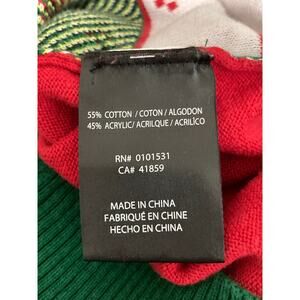 55% COTTON / COTON / ALGODON
45% ACRYLIC/ ACRILQUE / ACRILÍCO
RN# 0101531
CA# 41859
MADE IN CHINA
FABRIQUÉ EN CHINE
HECHO EN CHINA